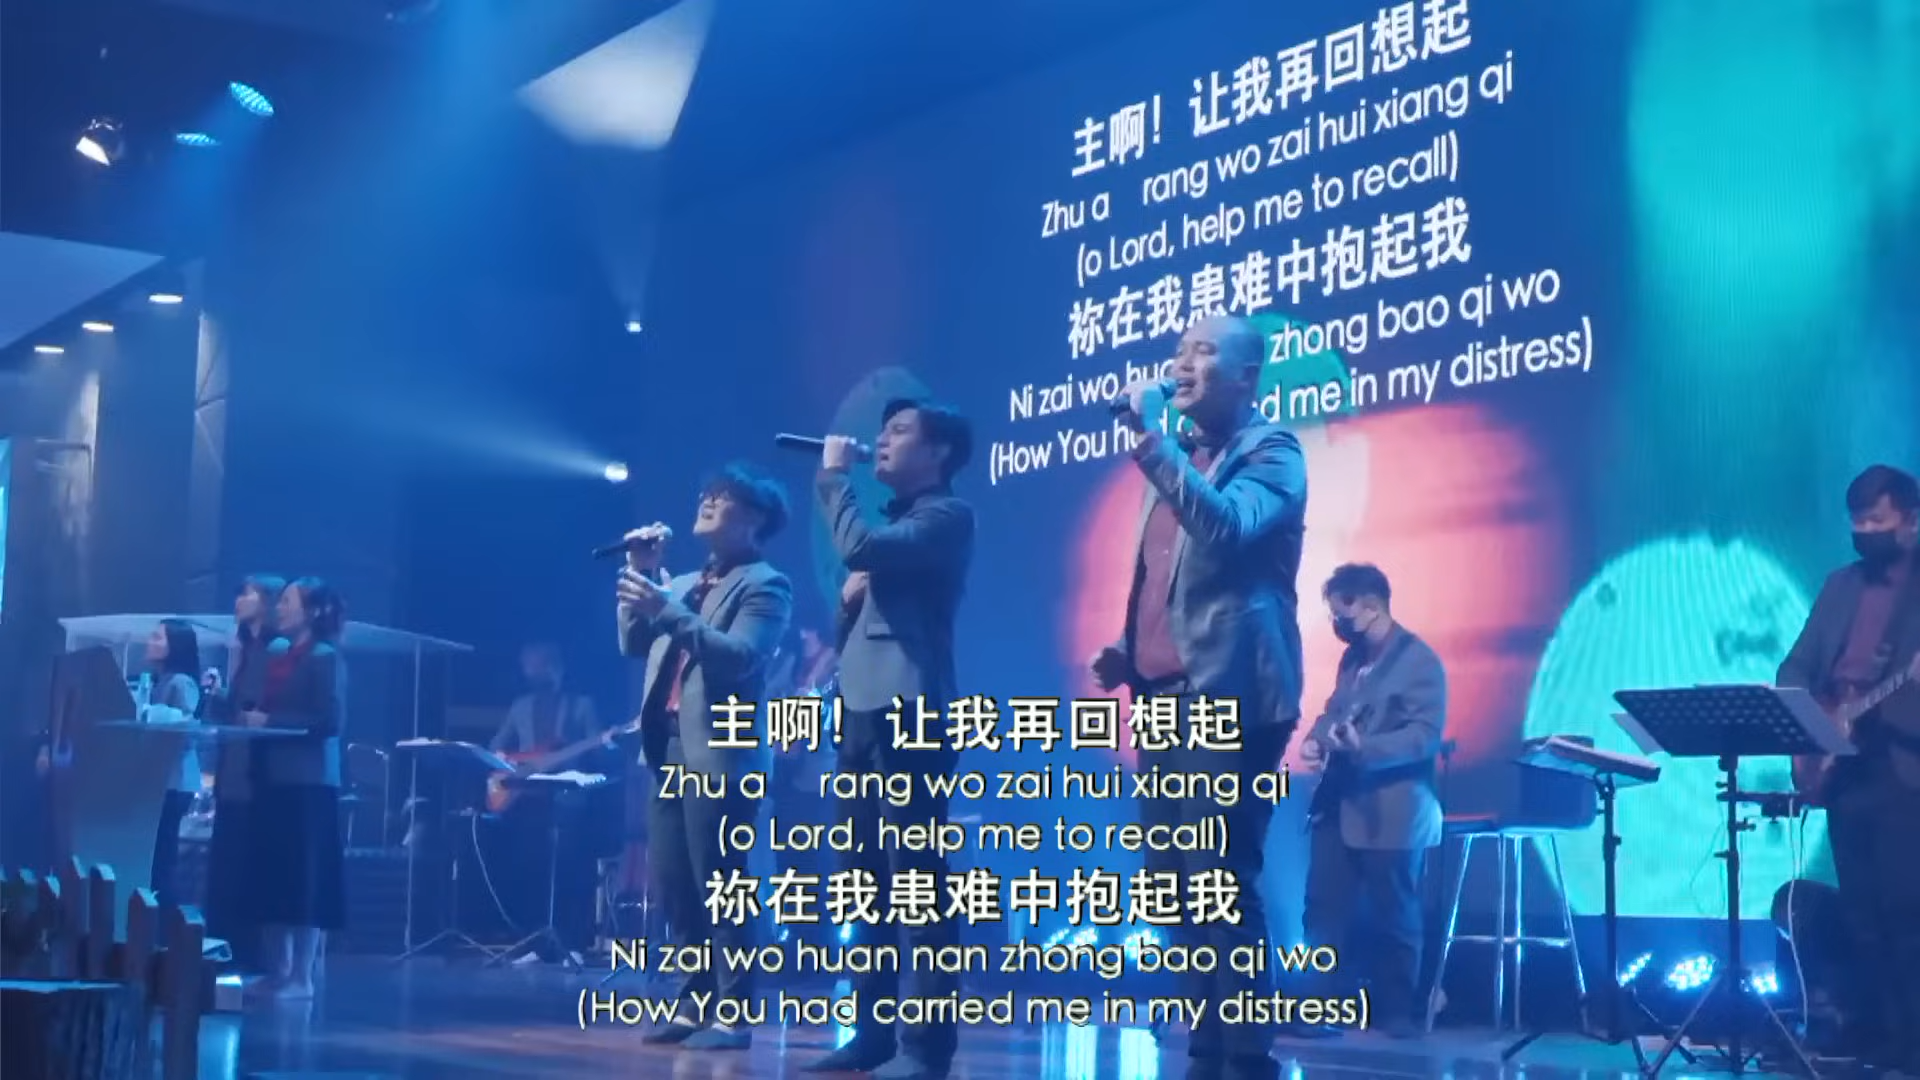 主啊！ 让我再回想起
Zhu a rang wo zai hui xiang qi
(o Lord, help me to recall)
祢在我患难中抱起我
Ni zai wo zhong bao qi wo
(How You me in my distress)
主啊！ 让我再回想起
Zhu a rang wo zai hui xiang qi
(o Lord, help me to recall)
祢在我患难中抱起我
Ni zai wo huan nan zhong bao qi wo
(How You had carried me in my distress)